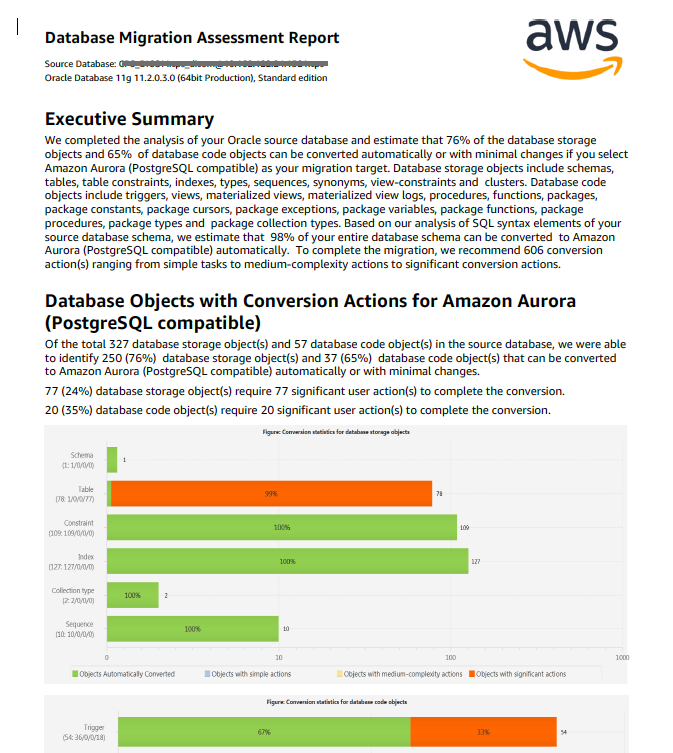 Database Migration Assessment Report
aws
Source Database:
Oracle Database 11g 11.2.0.3.0 (64bit Production), Standard edition
Executive Summary
We completed the analysis of your Oracle source database and estimate that 76% of the database storage
objects and 65% of database code objects can be converted automatically or with minimal changes if you select
Amazon Aurora (PostgreSQL compatible) as your migration target. Database storage objects include schemas,
tables, table constraints, indexes, types, sequences, synonyms, view-constraints and clusters. Database code
objects include triggers, views, materialized views, materialized view logs, procedures, functions, packages,
package constants, package cursors, package exceptions, package variables, package functions, package
procedures, package types and package collection types. Based on our analysis of SQL syntax elements of your
source database schema, we estimate that 98% of your entire database schema can be converted to Amazon
Aurora (PostgreSQL compatible) automatically. To complete the migration, we recommend 606 conversion
action(s) ranging from simple tasks to medium-complexity actions to significant conversion actions.
Database Objects with Conversion Actions for Amazon Aurora
(PostgreSQL compatible)
Of the total 327 database storage object(s) and 57 database code object(s) in the source database, we were able
to identify 250 (76%) database storage object(s) and 37 (65%) database code object(s) that can be converted
to Amazon Aurora (PostgreSQL compatible) automatically or with minimal changes.
77 (24%) database storage object(s) require 77 significant user action(s) to complete the conversion.
20 (35%) database code object(s) require 20 significant user action(s) to complete the conversion.
Figure: Conversion statistics for database storage objects
Schema
(1: 1/0/0/0)
1
Table
(78: 1/0/0/77)
99%
78
Constraint
(109: 109/0/0/0)
100%
109
Index
(127: 127/0/0/0)
100%
127
Collection type
(2: 2/0/0/0)
100%
2
Sequence
(10: 10/0/0/0)
100%
10
0 10 100 1000
Objects Automatically Converted Objects with simple actions Objects with medium-complexity actions Objects with significant actions
Figure: Conversion statistics for database code objects
Trigger
(54: 36/0/0/18)
67%
33%
54